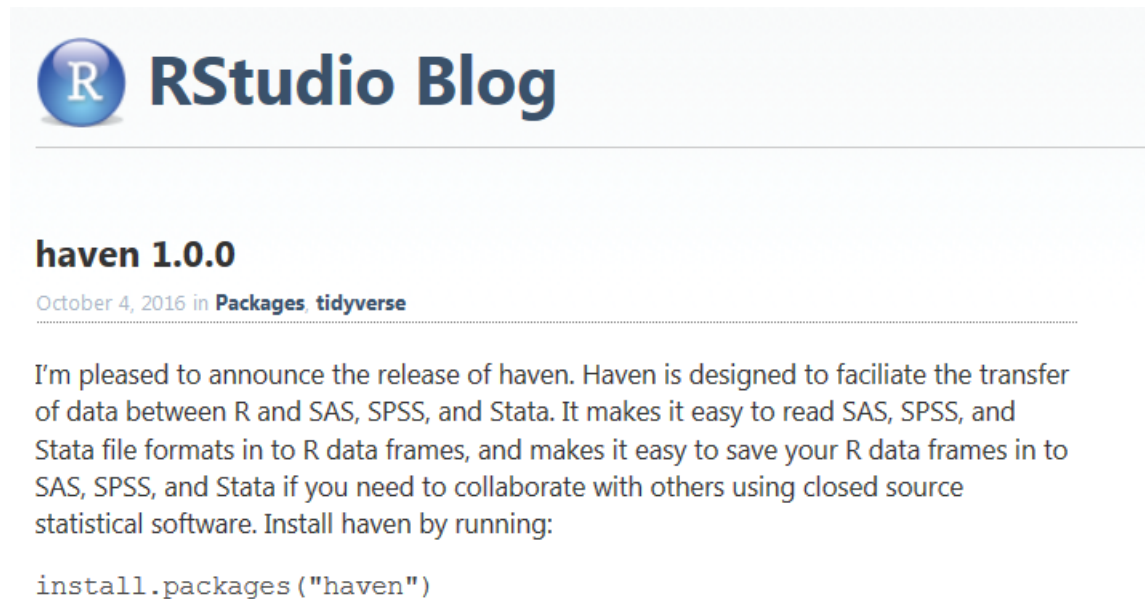 R RStudio Blog
haven 1.0.0
October 4, 2016 in Packages, tidyverse
I'm pleased to announce the release of haven. Haven is designed to faciliate the transfer
of data between R and SAS, SPSS, and Stata. It makes it easy to read SAS, SPSS, and
Stata file formats in to R data frames, and makes it easy to save your R data frames in to
SAS, SPSS, and Stata if you need to collaborate with others using closed source
statistical software. Install haven by running:
install.packages("haven")